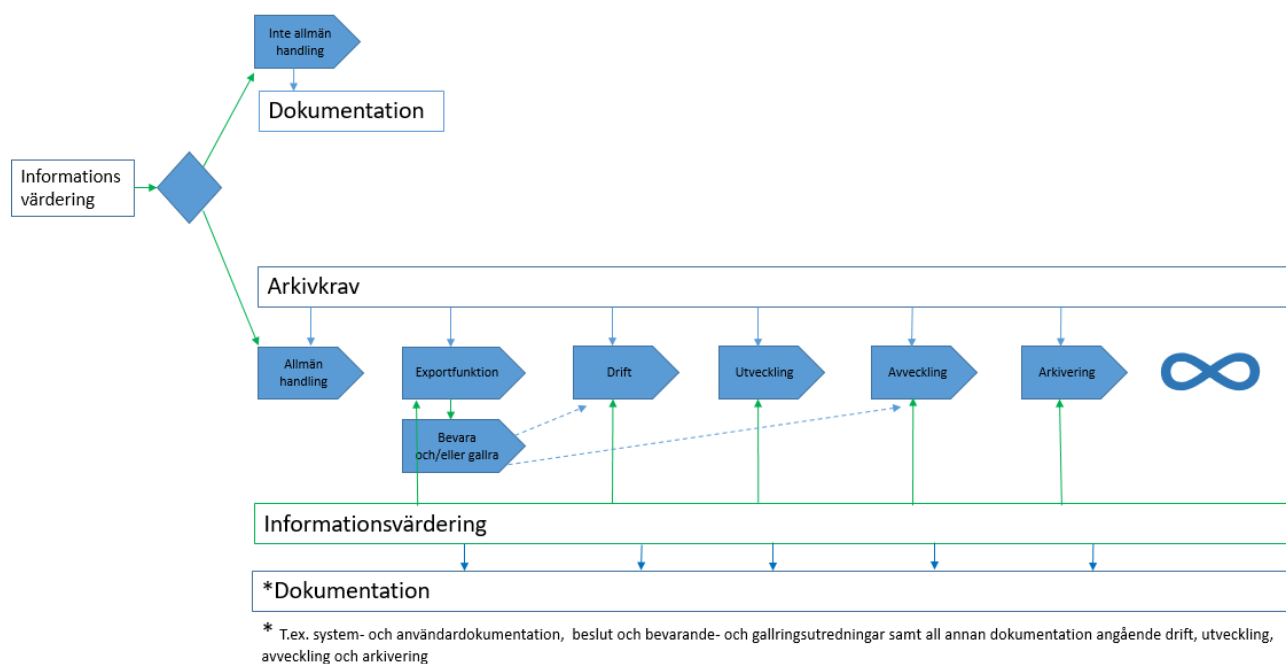 Inte allmän
handling
Dokumentation
Informations
värdering
Arkivkrav
Allmän
handling
Exportfunktion
Drift
Utveckling
Avveckling
Arkivering
Bevara
och/eller gallra
Informationsvärdering
*Dokumentation
* T.ex. system- och användardokumentation, beslut och bevarande- och gallringsutredningar samt all annan dokumentation angående drift, utveckling,
avveckling och arkivering